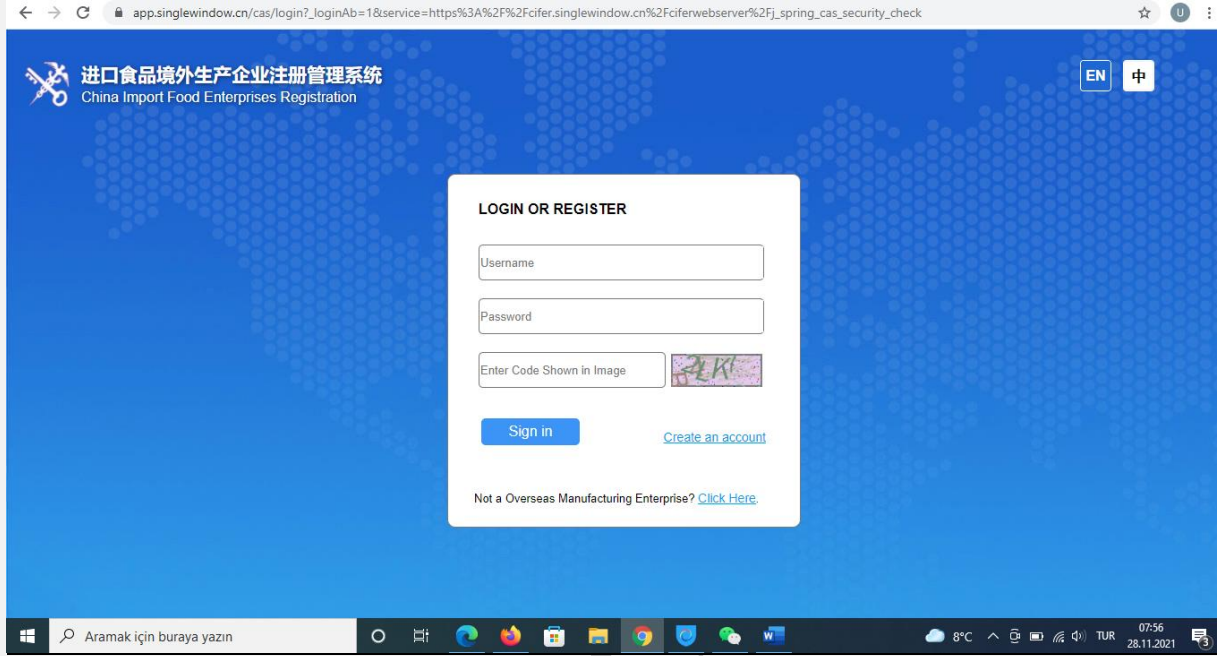 app.singlewindow.cn/cas/login?_loginAb=1&service=https%3A%2F%2Fcifer.singlewindow.cn%2Fciferwebserver%2Fj_spring_cas_security_check
U
进口食品境外生产企业注册管理系统
China Import Food Enterprises Registration
EN 中
LOGIN OR REGISTER
Username
Password
Enter Code Shown in Image
Sign in
Create an account
Not a Overseas Manufacturing Enterprise? Click Here.
Aramak için buraya yazın
8°C
TUR
07:56
28.11.2021
3